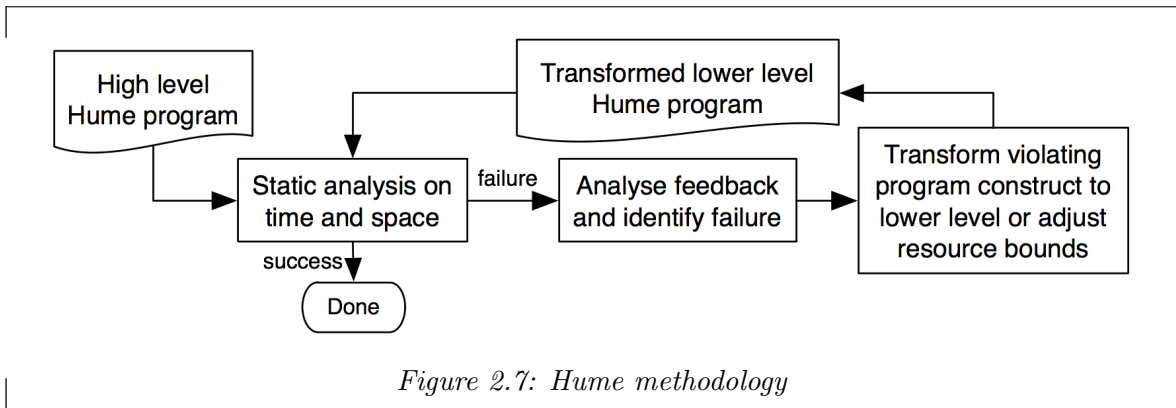 High level
Hume program
Transformed lower level
Hume program
Static analysis on
time and space
failure
Analyse feedback
and identify failure
Transform violating
program construct to
lower level or adjust
resource bounds
success
Done
Figure 2.7: Hume methodology